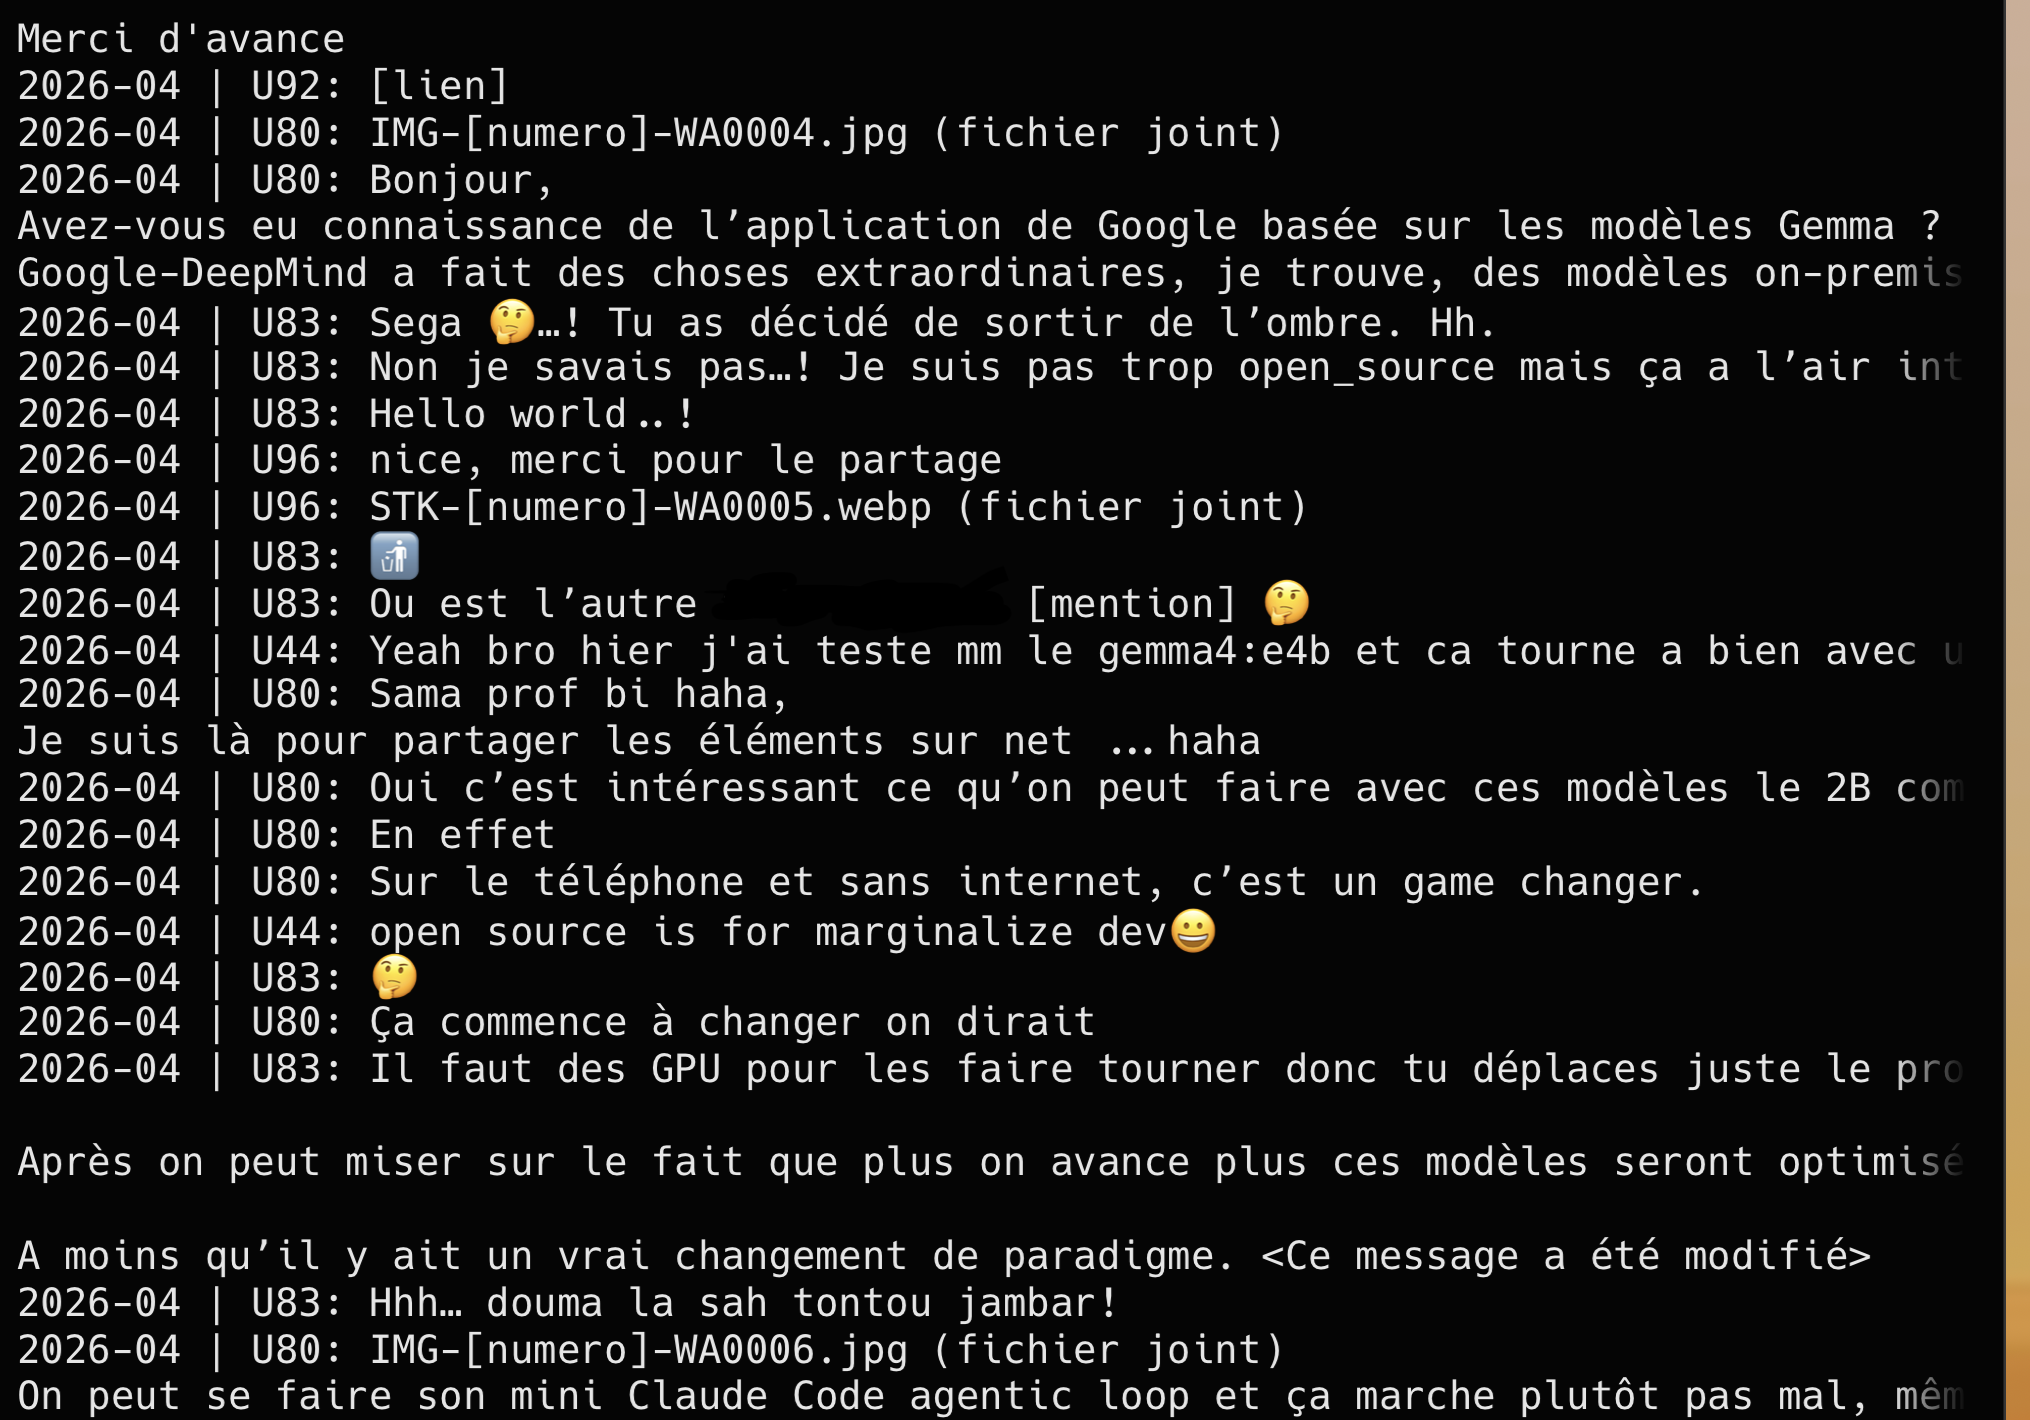 Merci d'avance
2026-04 | U92: [lien]
2026-04 | U80: IMG-[numero]-WA0004.jpg (fichier joint)
2026-04 | U80: Bonjour,
Avez-vous eu connaissance de l’application de Google basée sur les modèles Gemma ?
Google-DeepMind a fait des choses extraordinaires, je trouve, des modèles on-premis
2026-04 | U83: Sega 🤔…! Tu as décidé de sortir de l’ombre. Hh.
2026-04 | U83: Non je savais pas…! Je suis pas trop open_source mais ça a l’air int
2026-04 | U83: Hello world..!
2026-04 | U96: nice, merci pour le partage
2026-04 | U96: STK-[numero]-WA0005.webp (fichier joint)
2026-04 | U83: 🚮
2026-04 | U83: Ou est l’autre [mention] 🤔
2026-04 | U44: Yeah bro hier j'ai teste mm le gemma4:e4b et ca tourne a bien avec u
2026-04 | U80: Sama prof bi haha,
Je suis là pour partager les éléments sur net ...haha
2026-04 | U80: Oui c’est intéressant ce qu’on peut faire avec ces modèles le 2B com
2026-04 | U80: En effet
2026-04 | U80: Sur le téléphone et sans internet, c’est un game changer.
2026-04 | U44: open source is for marginalize dev😀
2026-04 | U83: 🤔
2026-04 | U80: Ça commence à changer on dirait
2026-04 | U83: Il faut des GPU pour les faire tourner donc tu déplaces juste le pro
Après on peut miser sur le fait que plus on avance plus ces modèles seront optimisé
A moins qu’il y ait un vrai changement de paradigme. <Ce message a été modifié>
2026-04 | U83: Hhh… douma la sah tontou jambar!
2026-04 | U80: IMG-[numero]-WA0006.jpg (fichier joint)
On peut se faire son mini Claude Code agentic loop et ça marche plutôt pas mal, mêm